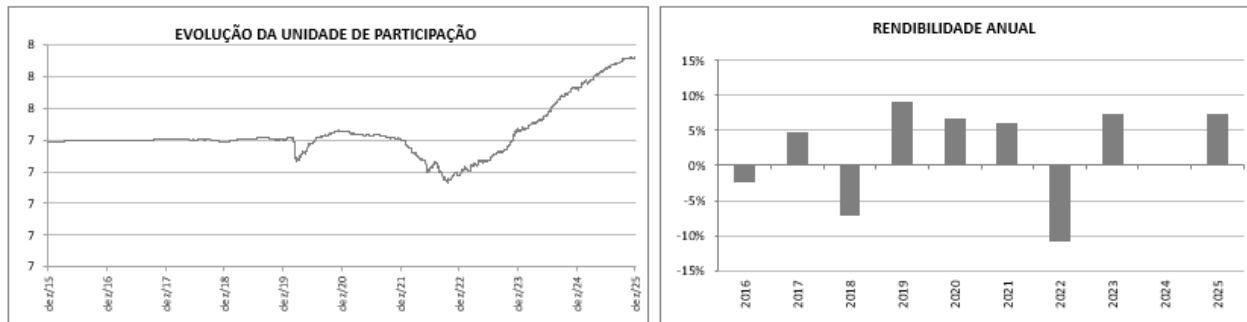 EVOLUÇÃO DA UNIDADE DE PARTICIPAÇÃO
8
8
8
7
7
7
7
7
dez/15
dez/16
dez/17
dez/18
dez/19
dez/20
dez/21
dez/22
dez/23
dez/24
dez/25
RENDIBILIDADE ANUAL
15%
10%
5%
0%
-5%
-10%
-15%
2016
2017
2018
2019
2020
2021
2022
2023
2024
2025